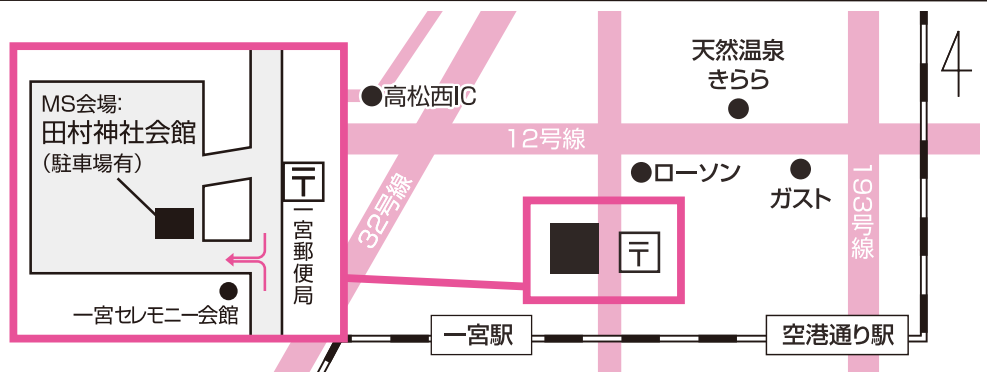 MS会場:
田村神社会館
(駐車場有)
〒
一宮郵便局
一宮セレモニー会館
高松西IC
天然温泉
きらら
12号線
32号線
ローソン
ガスト
193号線
〒
一宮駅
空港通り駅
4